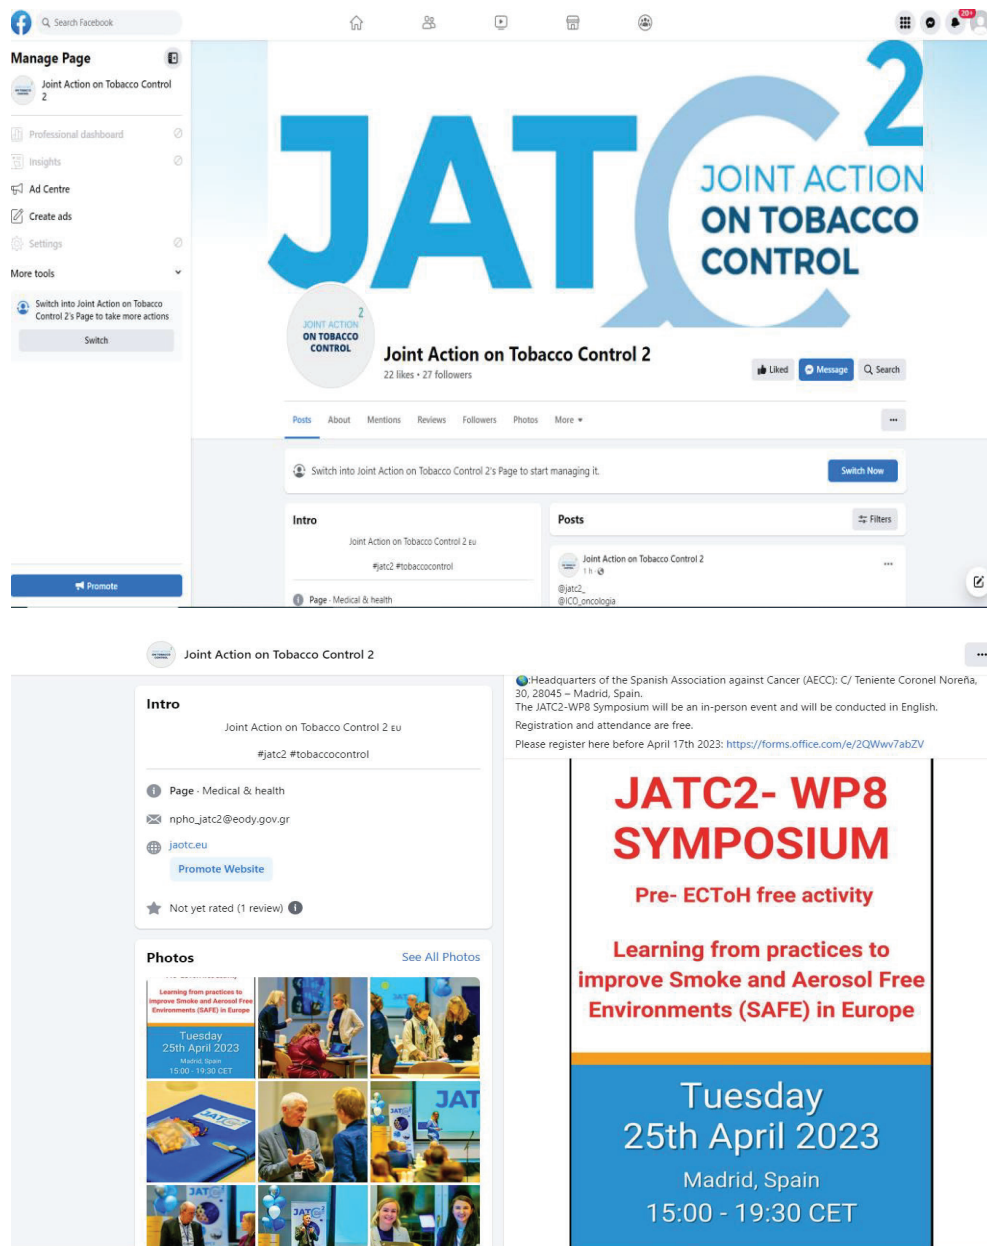 Search Facebook
20+
Manage Page
Joint Action on Tobacco Control
2
Professional dashboard
Insights
Ad Centre
Create ads
Settings
More tools
Switch into Joint Action on Tobacco
Control 2's Page to take more actions
Switch
Promote
JATC2
JOINT ACTION
ON TOBACCO
CONTROL
2
JOINT ACTION
ON TOBACCO
CONTROL
Joint Action on Tobacco Control 2
22 likes • 27 followers
Liked
Message
Search
Posts About Mentions Reviews Followers Photos More
Switch into Joint Action on Tobacco Control 2's Page to start managing it.
Switch Now
Intro
Joint Action on Tobacco Control 2 EU
#jatc2 #tobaccocontrol
Page · Medical & health
Posts
Filters
Joint Action on Tobacco Control 2
1 h ·
@jatc2_
@ICO_oncologia
Joint Action on Tobacco Control 2
Intro
Joint Action on Tobacco Control 2 EU
#jatc2 #tobaccocontrol
Page · Medical & health
npho_jatc2@eody.gov.gr
jaotc.eu
Promote Website
Not yet rated (1 review)
Photos
See All Photos
Learning from practices to
improve Smoke and Aerosol Free
Environments (SAFE) in Europe
Tuesday
25th April 2023
Madrid, Spain
15:00 - 19:30 CET
JATC2
JAT
JAT
JATC
:Headquarters of the Spanish Association against Cancer (AECC): C/ Teniente Coronel Noreña,
30, 28045 – Madrid, Spain.
The JATC2-WP8 Symposium will be an in-person event and will be conducted in English.
Registration and attendance are free.
Please register here before April 17th 2023: https://forms.office.com/e/2QWwv7abZV
JATC2- WP8
SYMPOSIUM
Pre- ECToH free activity
Learning from practices to
improve Smoke and Aerosol Free
Environments (SAFE) in Europe
Tuesday
25th April 2023
Madrid, Spain
15:00 - 19:30 CET